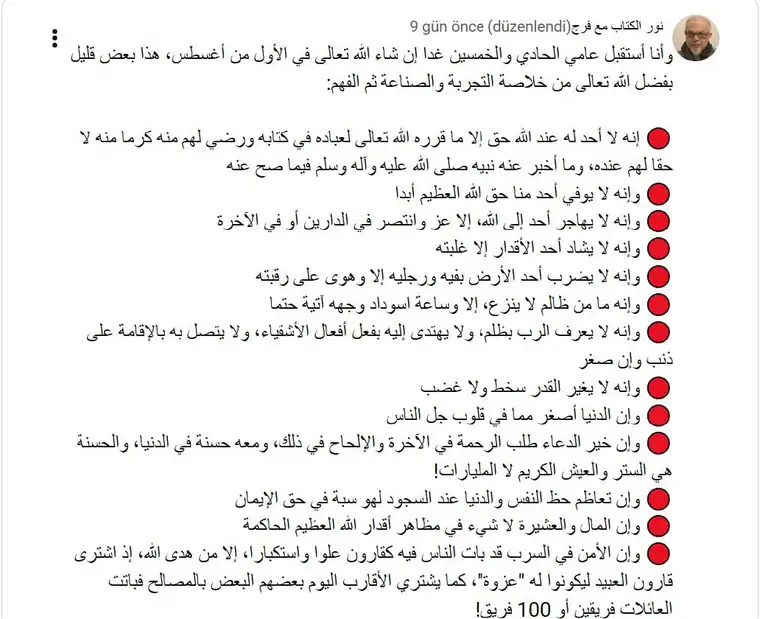 نور الكتاب مع فرج(düzenlendi) 9 gün önce
وأنا أستقبل عامي الحادي والخمسين غدا إن شاء الله تعالى في الأول من أغسطس، هذا بعض قليل
بفضل الله تعالى من خلاصة التجربة والصناعة ثم الفهم:
إنه لا أحد له عند الله حق إلا ما قرره الله تعالى لعباده في كتابه ورضي لهم منه كرما منه لا
حقا لهم عنده، وما أخبر عنه نبيه صلى الله عليه وآله وسلم فيما صح عنه
وإنه لا يوفي أحد منا حق الله العظيم أبدا
وإنه لا يهاجر أحد إلى الله، إلا عز وانتصر في الدارين أو في الآخرة
وإنه لا يشاد أحد الأقدار إلا غلبته
وإنه لا يضرب أحد الأرض بفيه ورجليه إلا وهوى على رقبته
وإنه ما من ظالم لا ينزع، إلا وساعة اسوداد وجهه آتية حتما
وإنه لا يعرف الرب بظلم، ولا يهتدى إليه بفعل أفعال الأشقياء، ولا يتصل به بالإقامة على
ذنب وإن صغر
وإنه لا يغير القدر سخط ولا غضب
وإن الدنيا أصغر مما في قلوب جل الناس
وإن خير الدعاء طلب الرحمة في الآخرة والإلحاح في ذلك، ومعه حسنة في الدنيا، والحسنة
هي الستر والعيش الكريم لا المليارات!
وإن تعاظم حظ النفس والدنيا عند السجود لهو سبة في حق الإيمان
وإن المال والعشيرة لا شيء في مظاهر أقدار الله العظيم الحاكمة
وإن الأمن في السرب قد بات الناس فيه كقارون علوا واستكبارا، إلا من هدى الله، إذ اشترى
قارون العبيد ليكونوا له "عزوة"، كما يشتري الأقارب اليوم بعضهم البعض بالمصالح فباتت
العائلات فريقين أو 100 فريق!